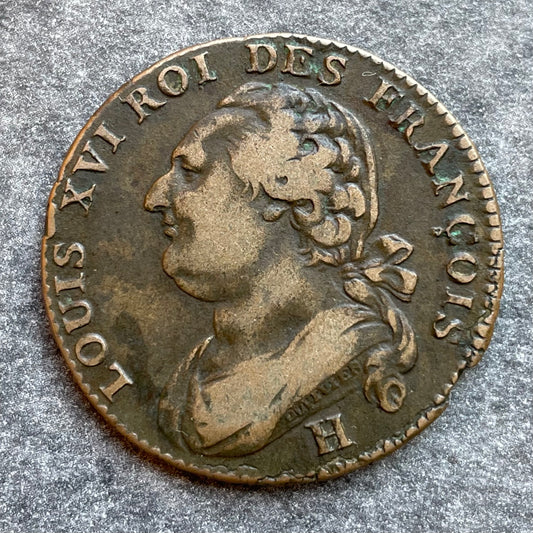 LOUIS XVI ROI DES FRANÇOIS
H